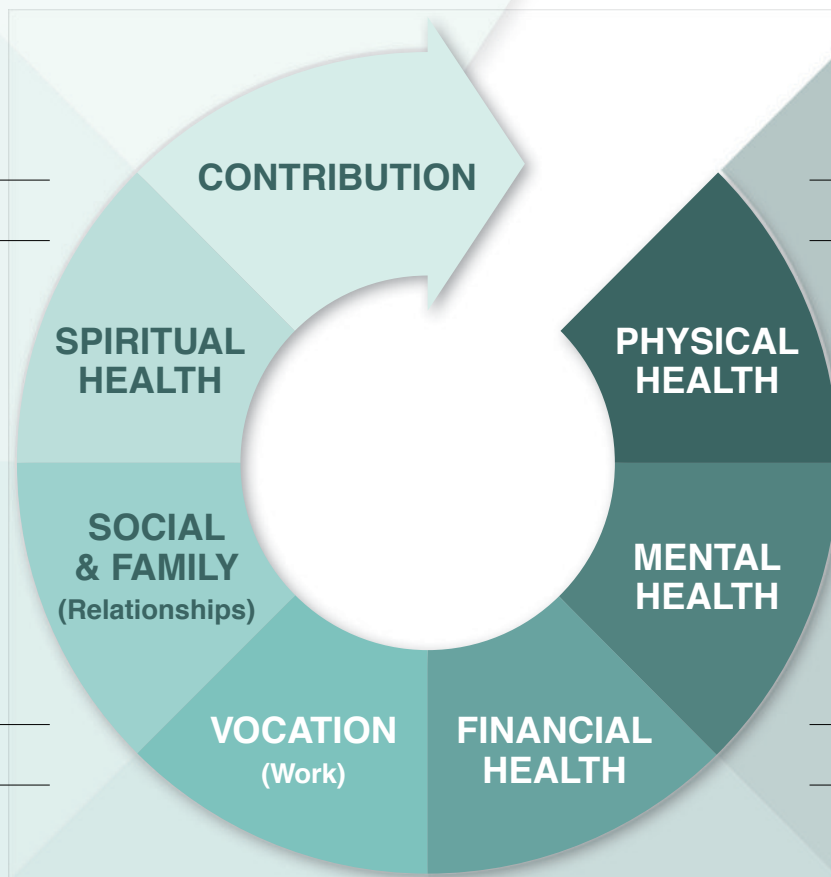 CONTRIBUTION
SPIRITUAL
HEALTH
PHYSICAL
HEALTH
SOCIAL
& FAMILY
(Relationships)
MENTAL
HEALTH
VOCATION
(Work)
FINANCIAL
HEALTH